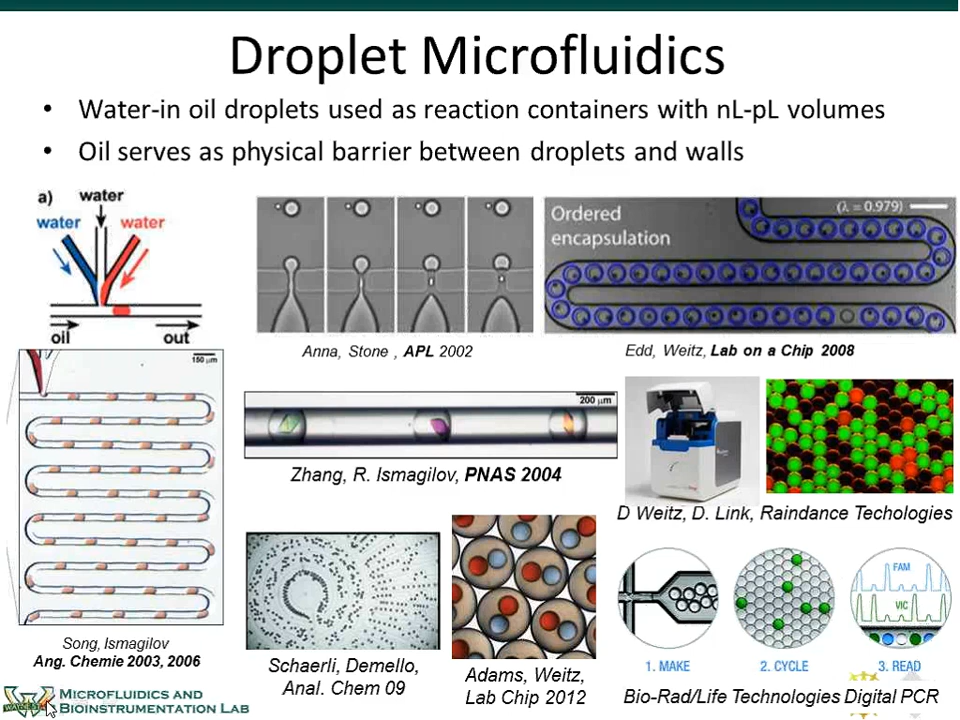 Droplet Microfluidics
• Water-in oil droplets used as reaction containers with nL-pL volumes
• Oil serves as physical barrier between droplets and walls
a) water
water water
oil out
150 µm
Song, Ismagilov
Ang. Chemie 2003, 2006
Anna, Stone , APL 2002
Ordered
encapsulation
(λ = 0.979)
Edd, Weitz, Lab on a Chip 2008
200 µm
Zhang, R. Ismagilov, PNAS 2004
D Weitz, D. Link, Raindance Techologies
Schaerli, Demello,
Anal. Chem 09
Adams, Weitz,
Lab Chip 2012
FAM
VIC
1. MAKE 2. CYCLE 3. READ
Bio-Rad/Life Technologies Digital PCR
MICROFLUIDICS AND
BIOINSTRUMENTATION LAB